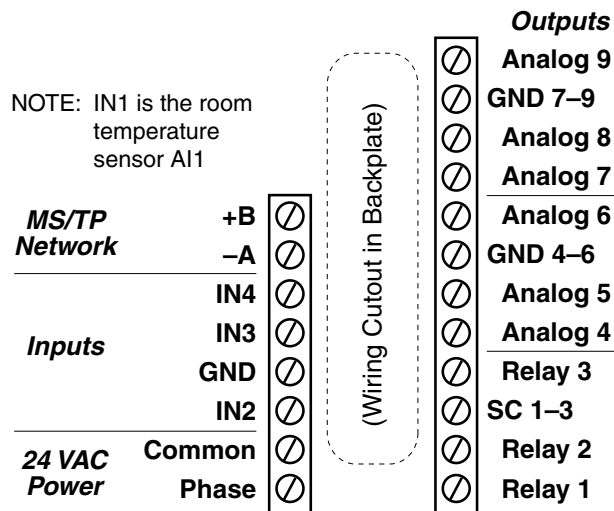 Outputs
Analog 9
GND 7–9
Analog 8
Analog 7
Analog 6
GND 4–6
Analog 5
Analog 4
Relay 3
SC 1–3
Relay 2
Relay 1
(Wiring Cutout in Backplate)
NOTE: IN1 is the room
temperature
sensor AI1
MS/TP
Network
+B
–A
Inputs
IN4
IN3
GND
IN2
24 VAC
Power
Common
Phase